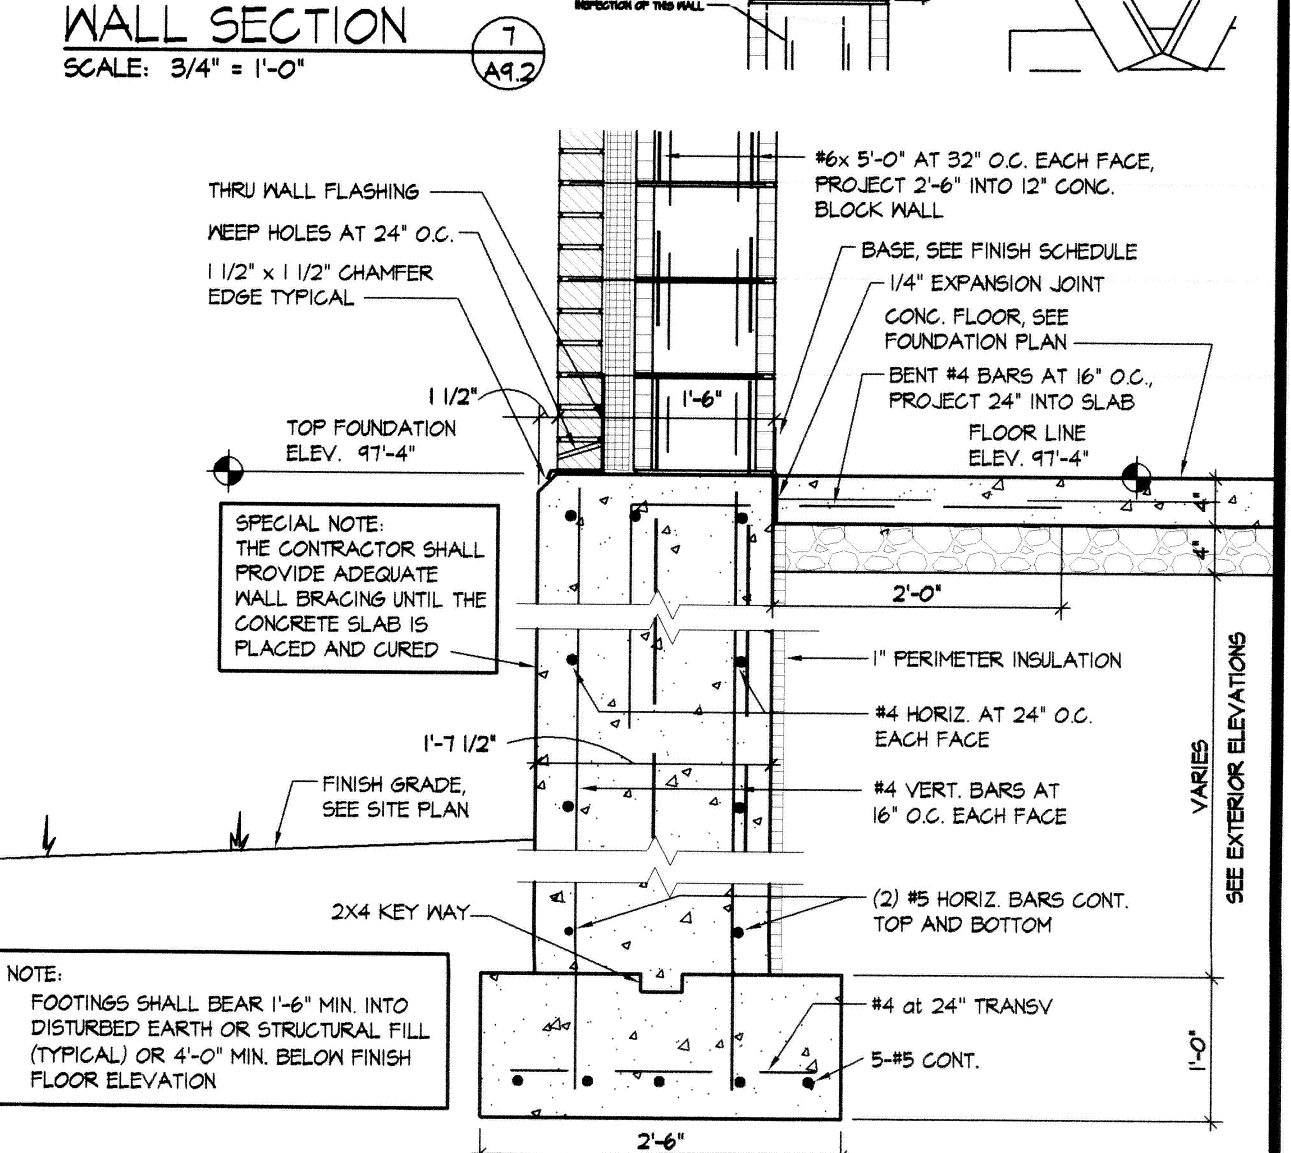 INSPECTION OF THIS WALL
WALL SECTION
SCALE: 3/4" = 1'-0"
7
A9.2
THRU WALL FLASHING
WEEP HOLES AT 24" O.C.
1 1/2" x 1 1/2" CHAMFER
EDGE TYPICAL
#6x 5'-0" AT 32" O.C. EACH FACE,
PROJECT 2'-6" INTO 12" CONC.
BLOCK WALL
BASE, SEE FINISH SCHEDULE
1/4" EXPANSION JOINT
CONC. FLOOR, SEE
FOUNDATION PLAN
BENT #4 BARS AT 16" O.C.,
PROJECT 24" INTO SLAB
FLOOR LINE
ELEV. 97'-4"
1 1/2"
1'-6"
TOP FOUNDATION
ELEV. 97'-4"
SPECIAL NOTE:
THE CONTRACTOR SHALL
PROVIDE ADEQUATE
WALL BRACING UNTIL THE
CONCRETE SLAB IS
PLACED AND CURED
4"
4"
2'-0"
1" PERIMETER INSULATION
#4 HORIZ. AT 24" O.C.
EACH FACE
1'-7 1/2"
FINISH GRADE,
SEE SITE PLAN
#4 VERT. BARS AT
16" O.C. EACH FACE
VARIES
SEE EXTERIOR ELEVATIONS
2X4 KEY WAY
(2) #5 HORIZ. BARS CONT.
TOP AND BOTTOM
NOTE:
FOOTINGS SHALL BEAR 1'-6" MIN. INTO
DISTURBED EARTH OR STRUCTURAL FILL
(TYPICAL) OR 4'-0" MIN. BELOW FINISH
FLOOR ELEVATION
#4 at 24" TRANSV
5-#5 CONT.
1'-0"
2'-6"